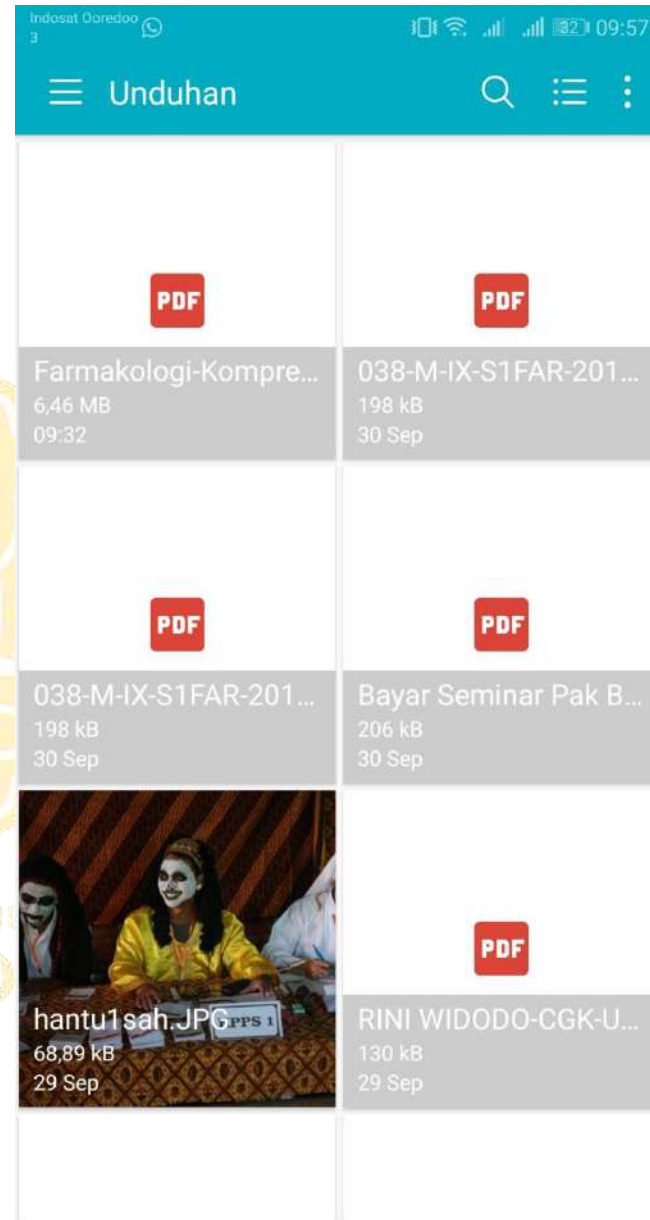 Indosat Ooredoo
3
32 09:57
Unduhan
PDF
Farmakologi-Kompre...
6,46 MB
09:32
PDF
038-M-IX-S1FAR-201...
198 kB
30 Sep
PDF
038-M-IX-S1FAR-201...
198 kB
30 Sep
PDF
Bayar Seminar Pak B...
206 kB
30 Sep
hantu1sah.JPG
68,89 kB
29 Sep
PPS 1
PDF
RINI WIDODO-CGK-U...
130 kB
29 Sep